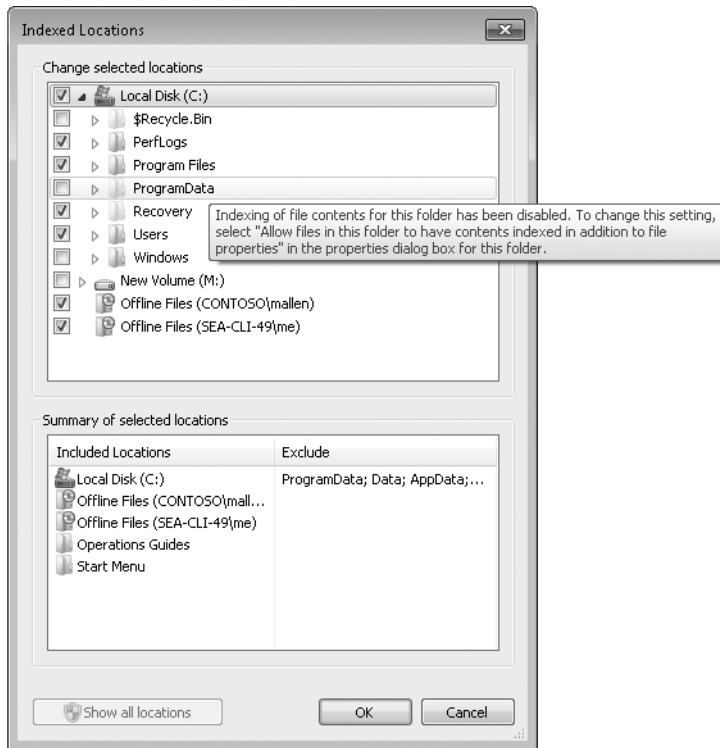 Indexed Locations
Change selected locations
Local Disk (C:)
$Recycle.Bin
PerfLogs
Program Files
ProgramData
Recovery
Indexing of file contents for this folder has been disabled. To change this setting,
select "Allow files in this folder to have contents indexed in addition to file
properties" in the properties dialog box for this folder.
Users
Windows
New Volume (M:)
Offline Files (CONTOSO\mallen)
Offline Files (SEA-CLI-49\me)
Summary of selected locations
Included Locations Exclude
Local Disk (C:) ProgramData; Data; AppData;...
Offline Files (CONTOSO\mall...
Offline Files (SEA-CLI-49\me)
Operations Guides
Start Menu
Show all locations OK Cancel